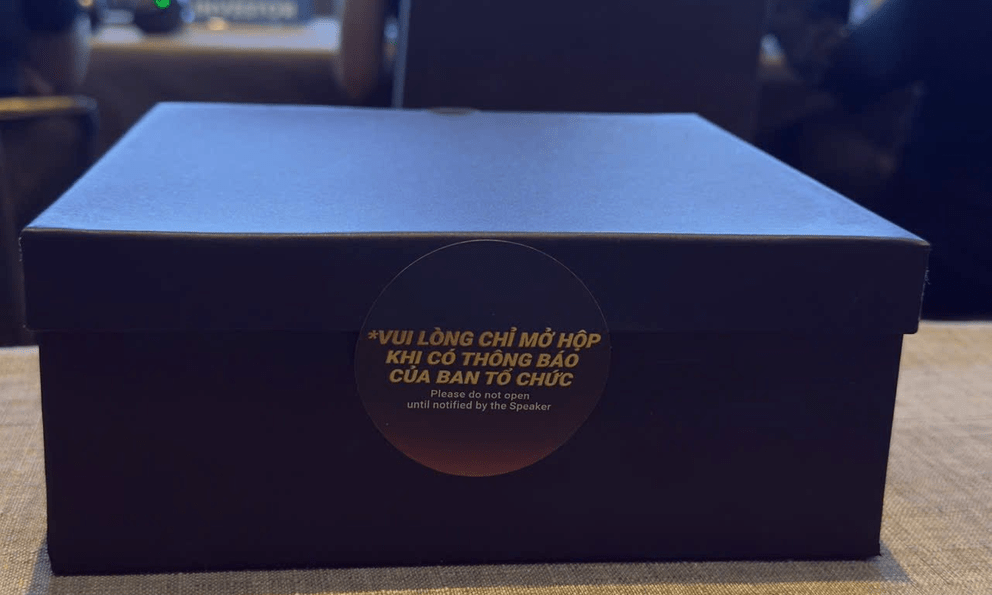 INVESTOR
*VUI LÒNG CHỈ MỞ HỘP
KHI CÓ THÔNG BÁO
CỦA BAN TỔ CHỨC
Please do not open
until notified by the Speaker